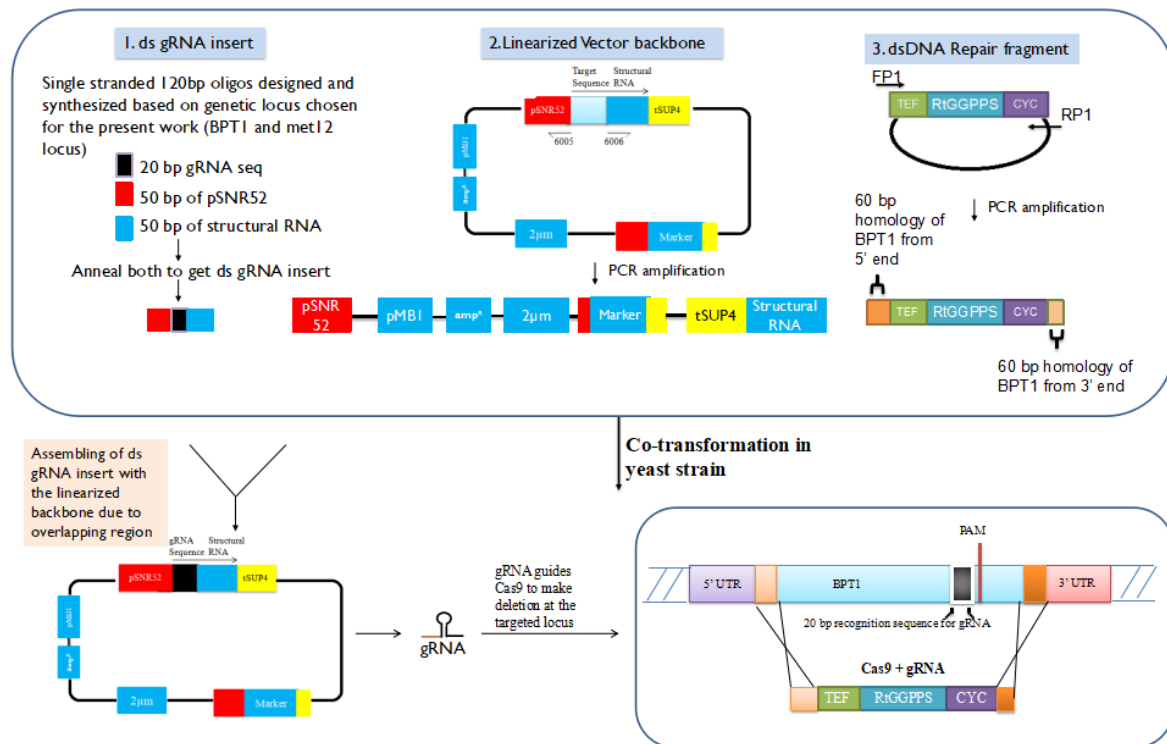 1. ds gRNA insert
Single stranded 120bp oligos designed and
synthesized based on genetic locus chosen
for the present work (BPT1 and met12
locus)
20 bp gRNA seq
50 bp of pSNR52
50 bp of structural RNA
Anneal both to get ds gRNA insert
2.Linearized Vector backbone
Target
Sequence
Structural
RNA
pSNR52
tSUP4
6005
6006
pMB1
Amp^R
2µm
Marker
PCR amplification
pSNR
52
pMB1
amp^R
2µm
Marker
tSUP4
Structural
RNA
3. dsDNA Repair fragment
FP1
TEF
RtGGPPS
CYC
RP1
60 bp
homology of
BPT1 from
5' end
PCR amplification
TEF
RtGGPPS
CYC
60 bp homology of
BPT1 from 3' end
Co-transformation in
yeast strain
Assembling of ds
gRNA insert with
the linearized
backbone due to
overlapping region
gRNA
Sequence
Structural
RNA
pSNR52
tSUP4
pMB1
Amp^R
2µm
Marker
gRNA
gRNA guides
Cas9 to make
deletion at the
targeted locus
PAM
5' UTR
BPT1
3' UTR
20 bp recognition sequence for gRNA
Cas9 + gRNA
TEF
RtGGPPS
CYC